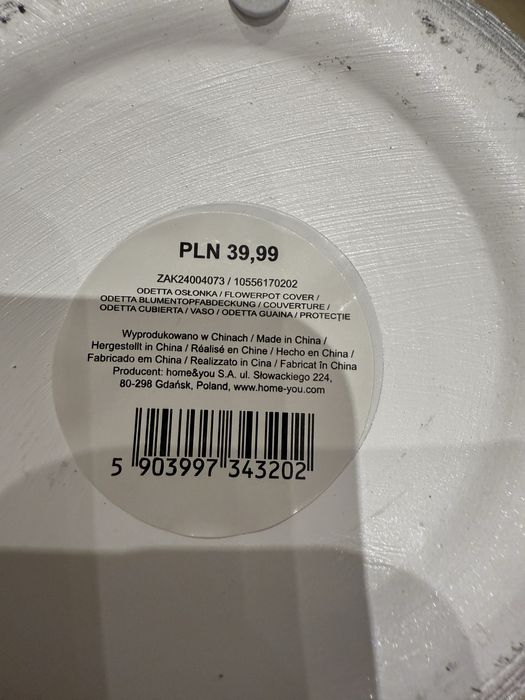 PLN 39,99
ZAK24004073 / 10556170202
ODETTA OSŁONKA / FLOWERPOT COVER /
ODETTA BLUMENTOPFABDECKUNG / COUVERTURE /
ODETTA CUBIERTA / VASO / ODETTA GUAINA / PROTECȚIE
Wyprodukowano w Chinach / Made in China /
Hergestellt in China / Réalisé en Chine / Hecho en China /
Fabricado em China / Realizzato in Cina / Fabricat în China
Producent: home&you S.A. ul. Słowackiego 224,
80-298 Gdańsk, Poland, www.home-you.com
5 903997 343202